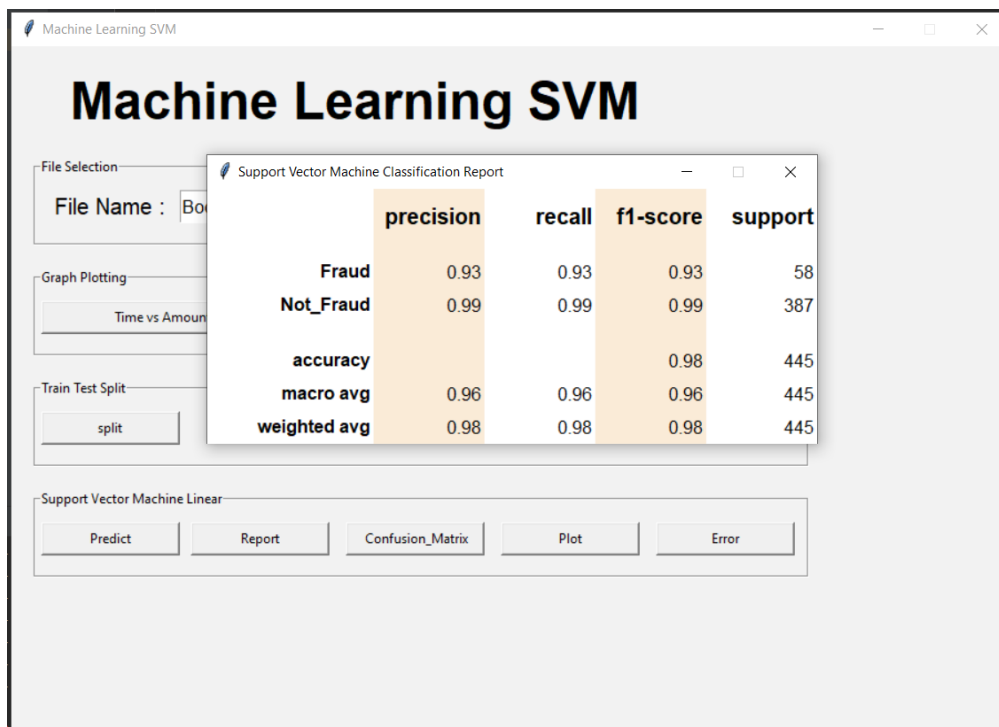 Machine Learning SVM
Machine Learning SVM
File Selection
File Name :
Support Vector Machine Classification Report
precision recall f1-score support
Fraud 0.93 0.93 0.93 58
Not_Fraud 0.99 0.99 0.99 387
accuracy 0.98 445
macro avg 0.96 0.96 0.96 445
weighted avg 0.98 0.98 0.98 445
Graph Plotting
Time vs Amoun
Train Test Split
split
Support Vector Machine Linear
Predict Report Confusion_Matrix Plot Error